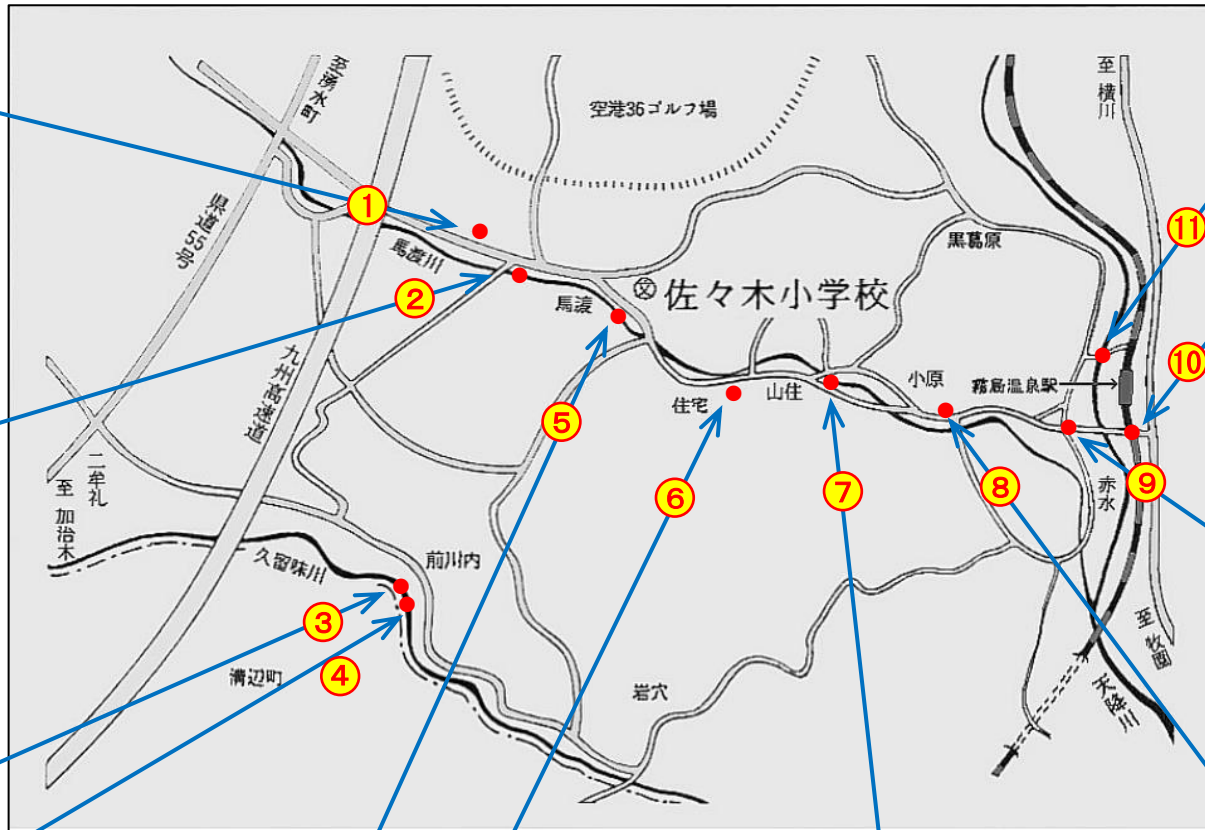 至湧水町
空港36ゴルフ場
至 横川
県道55号
①
馬渡川
②
馬渡
文
佐々木小学校
黒葛原
⑪
九州高速道
⑤
住宅
山住
小原
霧島温泉駅
⑩
⑥
⑦
⑧
⑨
赤水
二牟礼
至 加治木
久留味川
前川内
③
④
溝辺町
岩穴
至 牧園
天降川